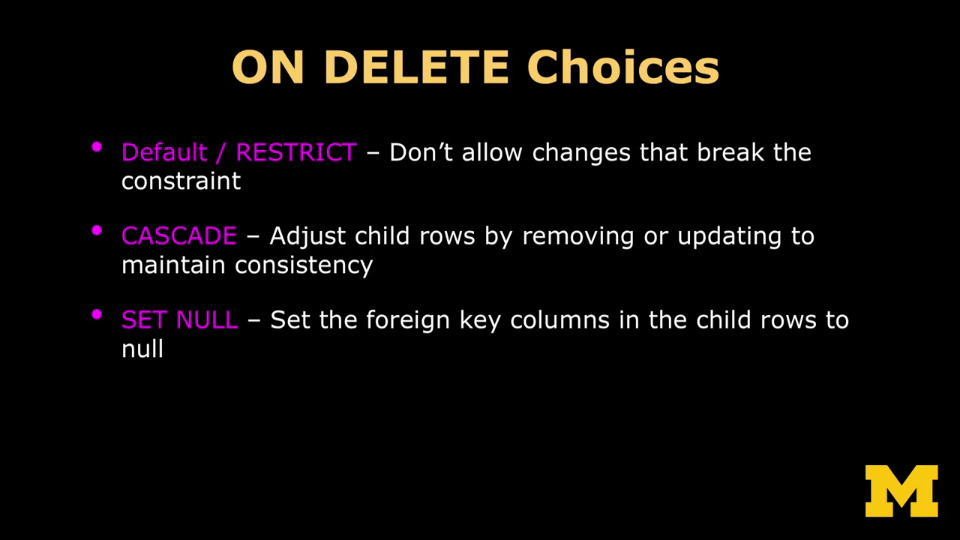 ON DELETE Choices
• Default / RESTRICT – Don’t allow changes that break the
constraint
• CASCADE – Adjust child rows by removing or updating to
maintain consistency
• SET NULL – Set the foreign key columns in the child rows to
null
M